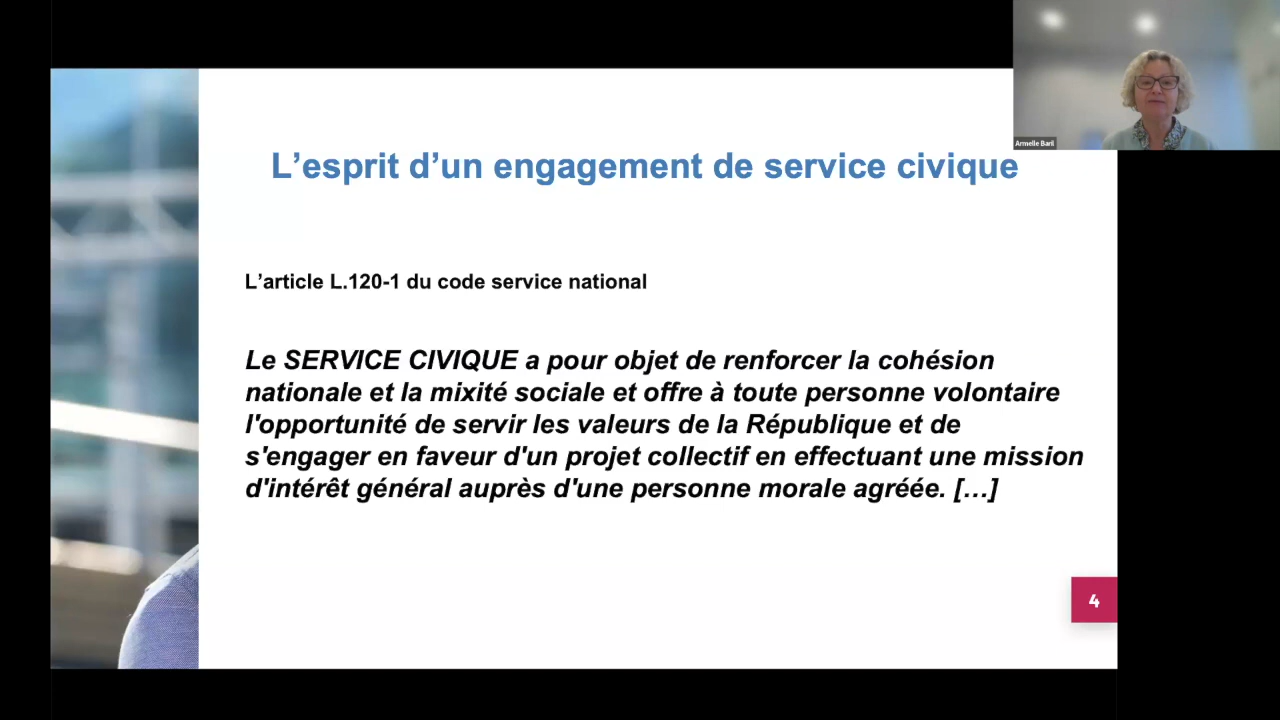 Armelle Baril
L’esprit d’un engagement de service civique
L’article L.120-1 du code service national
Le SERVICE CIVIQUE a pour objet de renforcer la cohésion
nationale et la mixité sociale et offre à toute personne volontaire
l'opportunité de servir les valeurs de la République et de
s'engager en faveur d'un projet collectif en effectuant une mission
d'intérêt général auprès d'une personne morale agréée. […]
4